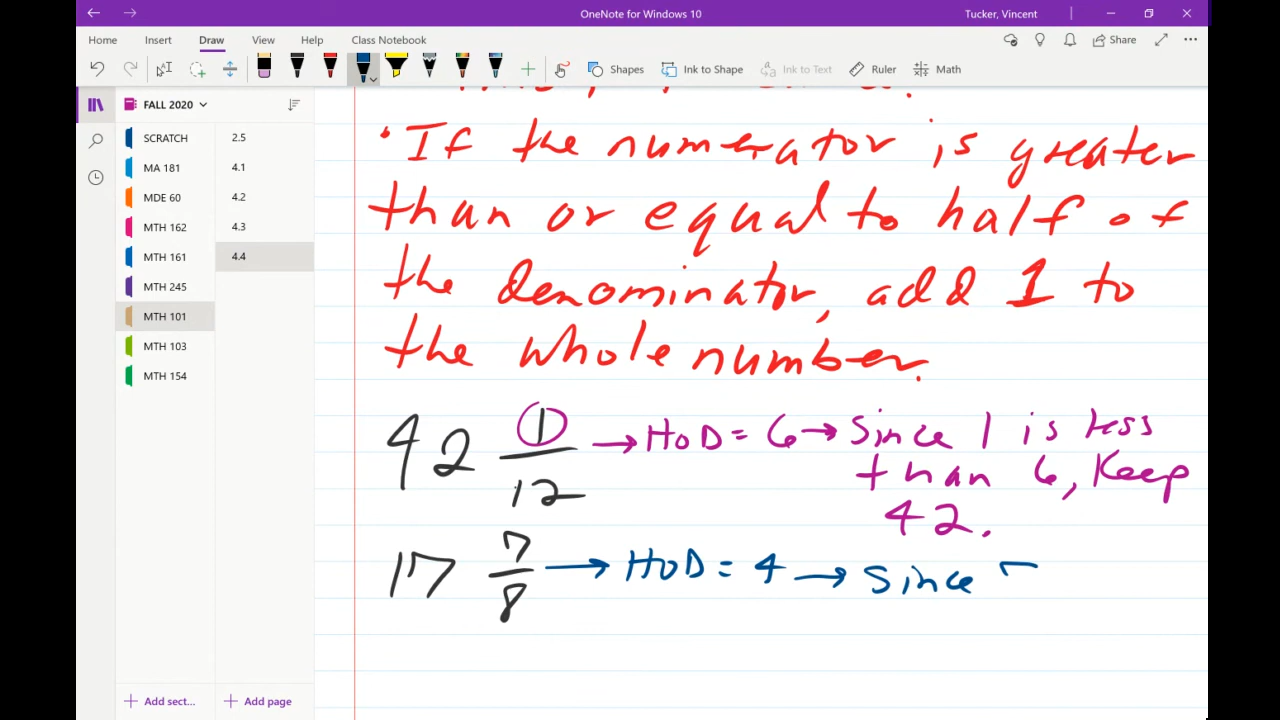 OneNote for Windows 10
Tucker, Vincent
Home Insert Draw View Help Class Notebook
Share
Shapes Ink to Shape Ink to Text Ruler Math
FALL 2020
SCRATCH
MA 181
MDE 60
MTH 162
MTH 161
MTH 245
MTH 101
MTH 103
MTH 154
2.5
4.1
4.2
4.3
4.4
Add sect...
Add page
• If the numerator is greater
than or equal to half of
the denominator, add 1 to
the whole number.
42 1/12 → HoD = 6 → Since 1 is less
than 6, Keep
42.
17 7/8 → HoD = 4 → Since